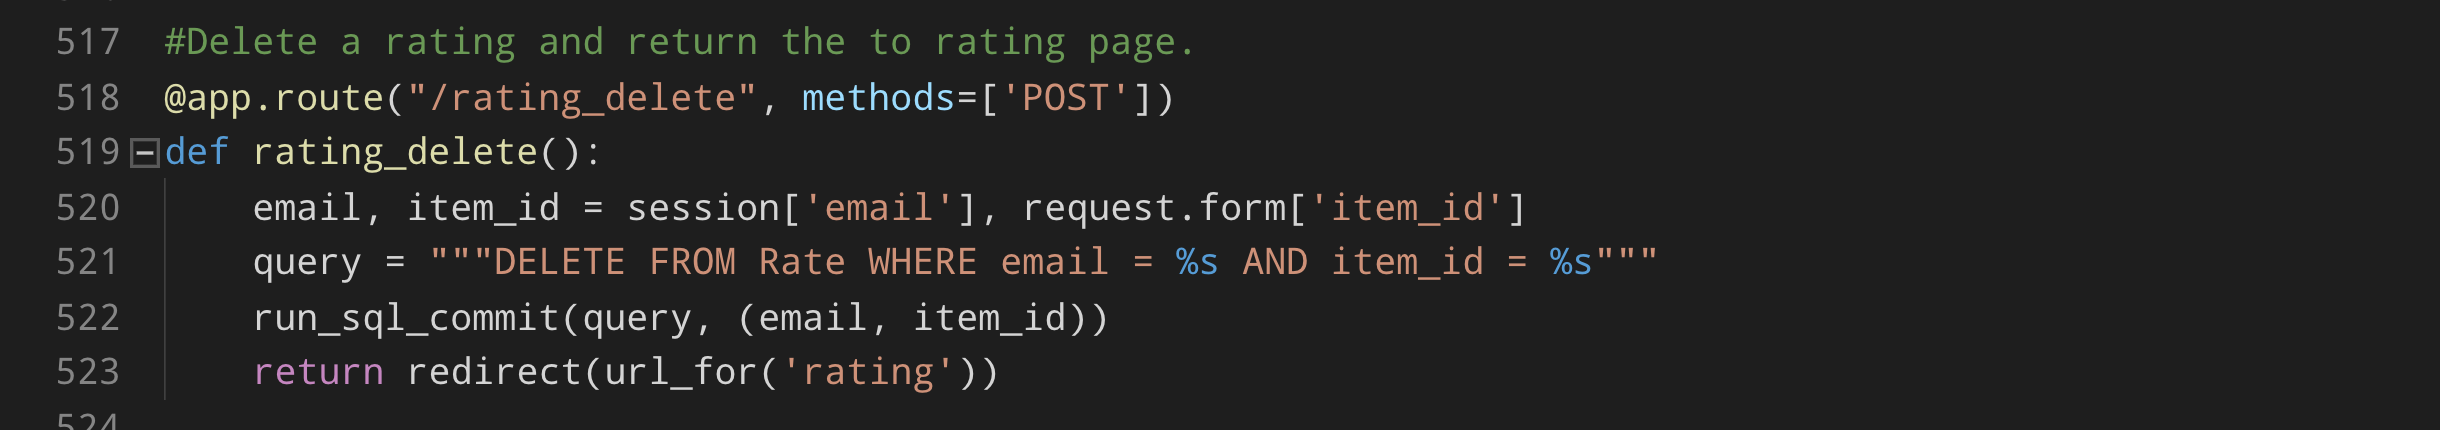 517 #Delete a rating and return the to rating page.
518 @app.route("/rating_delete", methods=['POST'])
519 def rating_delete():
520     email, item_id = session['email'], request.form['item_id']
521     query = """DELETE FROM Rate WHERE email = %s AND item_id = %s"""
522     run_sql_commit(query, (email, item_id))
523     return redirect(url_for('rating'))
524